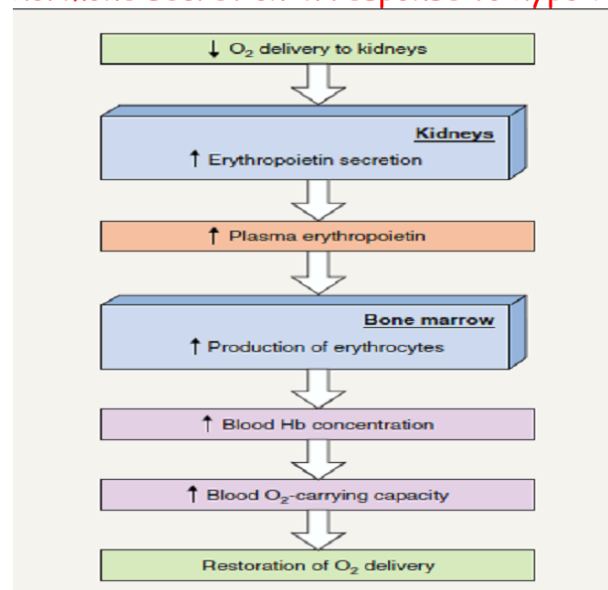 ↓ O₂ delivery to kidneys
Kidneys
↑ Erythropoietin secretion
↑ Plasma erythropoietin
Bone marrow
↑ Production of erythrocytes
↑ Blood Hb concentration
↑ Blood O₂-carrying capacity
Restoration of O₂ delivery